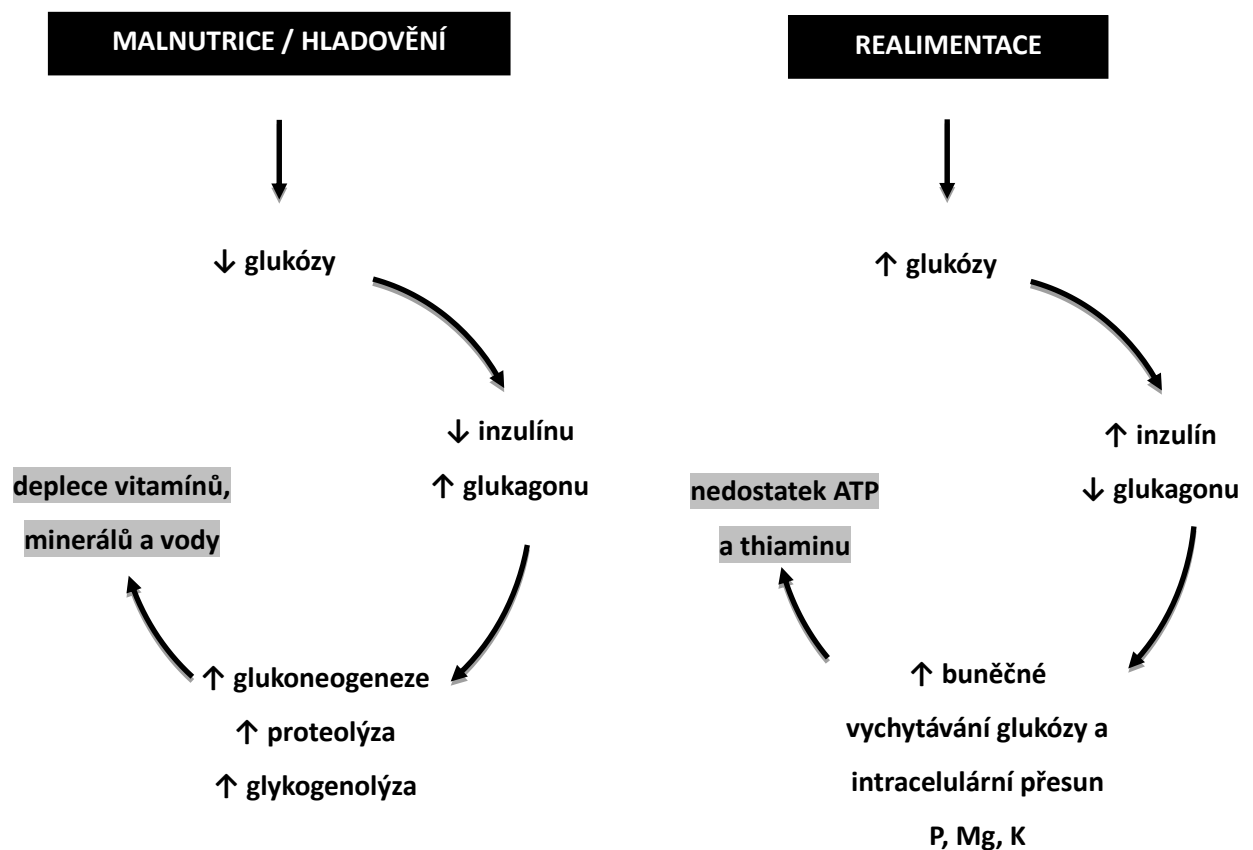 MALNUTRICE / HLADOVĚNÍ
↓ glukózy
↓ inzulínu
↑ glukagonu
deplece vitamínů,
minerálů a vody
↑ glukoneogeneze
↑ proteolýza
↑ glykogenolýza
REALIMENTACE
↑ glukózy
↑ inzulín
↓ glukagonu
nedostatek ATP
a thiaminu
↑ buněčné
vychytávání glukózy a
intracelulární přesun
P, Mg, K